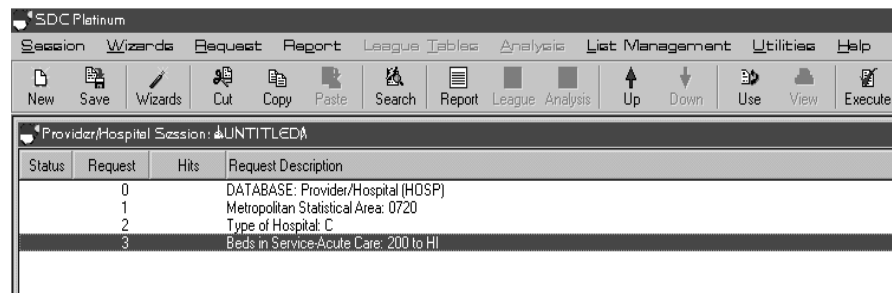 SDC Platinum
Session Wizards Request Report League Tables Analysis List Management Utilities Help
New Save Wizards Cut Copy Paste Search Report League Analysis Up Down Use View Execute
Provider/Hospital Session: UNTITLED
Status Request Hits Request Description
0 DATABASE: Provider/Hospital (HOSP)
1 Metropolitan Statistical Area: 0720
2 Type of Hospital: C
3 Beds in Service-Acute Care: 200 to HI